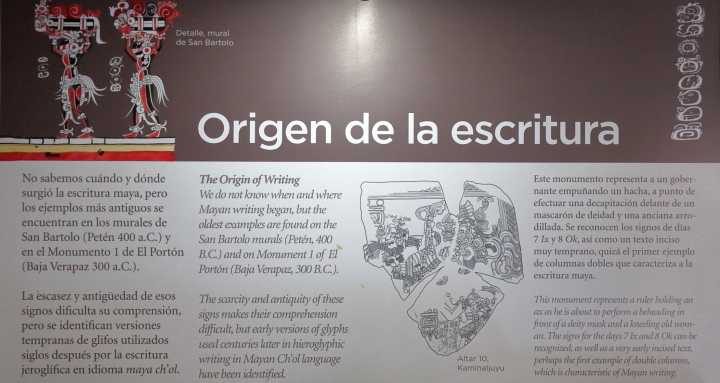 Detalle, mural
de San Bartolo
Origen de la escritura
No sabemos cuándo y dónde
surgió la escritura maya, pero
los ejemplos más antiguos se
encuentran en los murales de
San Bartolo (Petén 400 a.C.) y
en el Monumento 1 de El Portón
(Baja Verapaz 300 a.C.).
La escasez y antigüedad de esos
signos dificulta su comprensión,
pero se identifican versiones
tempranas de glifos utilizados
siglos después por la escritura
jeroglífica en idioma maya ch'ol.
The Origin of Writing
We do not know when and where
Mayan writing began, but the
oldest examples are found on the
San Bartolo murals (Petén, 400
B.C.) and on Monument 1 of El
Portón (Baja Verapaz, 300 B.C.).
The scarcity and antiquity of these
signs makes their comprehension
difficult, but early versions of glyphs
used centuries later in hieroglyphic
writing in Mayan Ch'ol language
have been identified.
Altar 10,
Kaminaljuyu
Este monumento representa a un gober-
nante empuñando un hacha, a punto de
efectuar una decapitación delante de un
mascarón de deidad y una anciana arro-
dillada. Se reconocen los signos de días
7 Ix y 8 Ok, así como un texto inciso
muy temprano, quizá el primer ejemplo
de columnas dobles que caracteriza a la
escritura maya.
This monument represents a ruler holding an
ax as he is about to perform a beheading in
front of a deity mask and a kneeling old wom-
an. The signs for the days 7 Ix and 8 Ok can be
recognized, as well as a very early incised text,
perhaps the first example of double columns,
which is characteristic of Mayan writing.